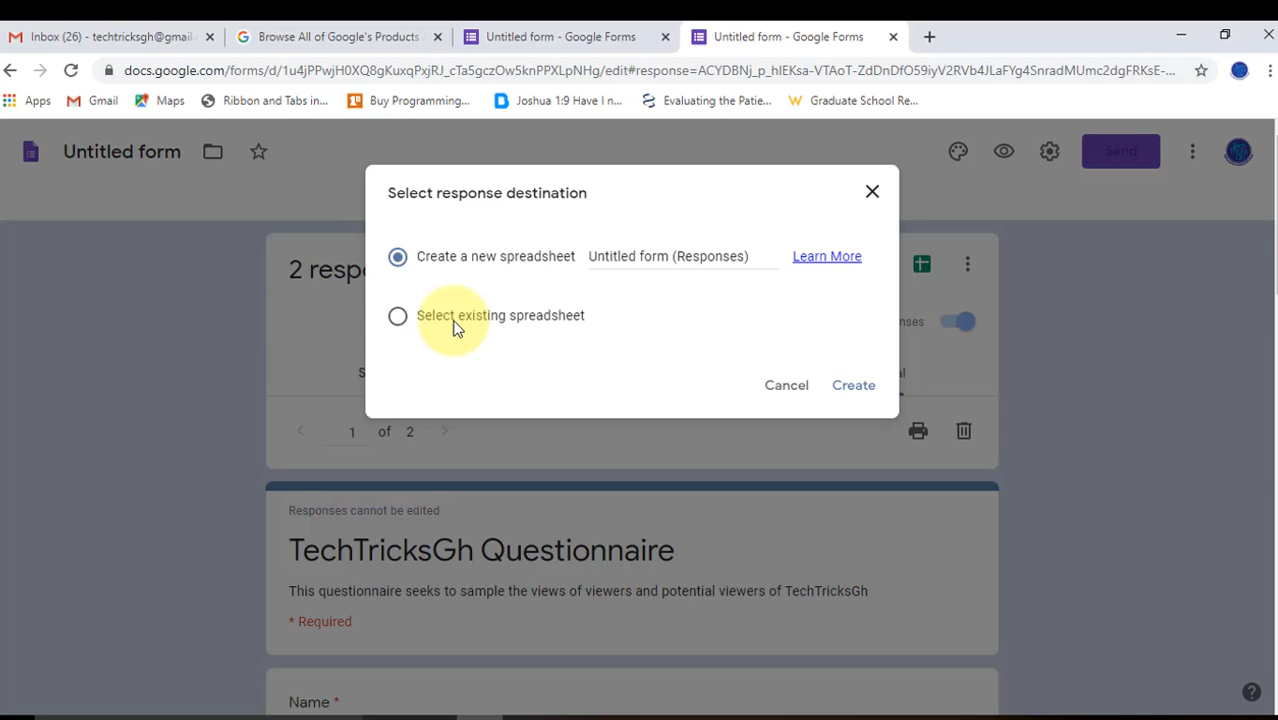 Inbox (26) - techtricksgh@gmail.
Browse All of Google's Products a
Untitled form - Google Forms
Untitled form - Google Forms
docs.google.com/forms/d/1u4jPPwjH0XQ8gKuxqPxjRJ_cTa5gczOw5knPPXLpNHg/edit#response=ACYDBNj_p_hIEKsa-VTAoT-ZdDnDfO59iyV2RVb4JLaFYg4SnradMUmc2dgFRKsE-...
Apps
Gmail
Maps
Ribbon and Tabs in...
Buy Programming...
Joshua 1:9 Have I n...
Evaluating the Patie...
Graduate School Re...
Untitled form
Send
Select response destination
Create a new spreadsheet
Untitled form (Responses)
Learn More
2 resp
Select existing spreadsheet
nses
S
al
Cancel
Create
1 of 2
Responses cannot be edited
TechTricksGh Questionnaire
This questionnaire seeks to sample the views of viewers and potential viewers of TechTricksGh
* Required
Name *